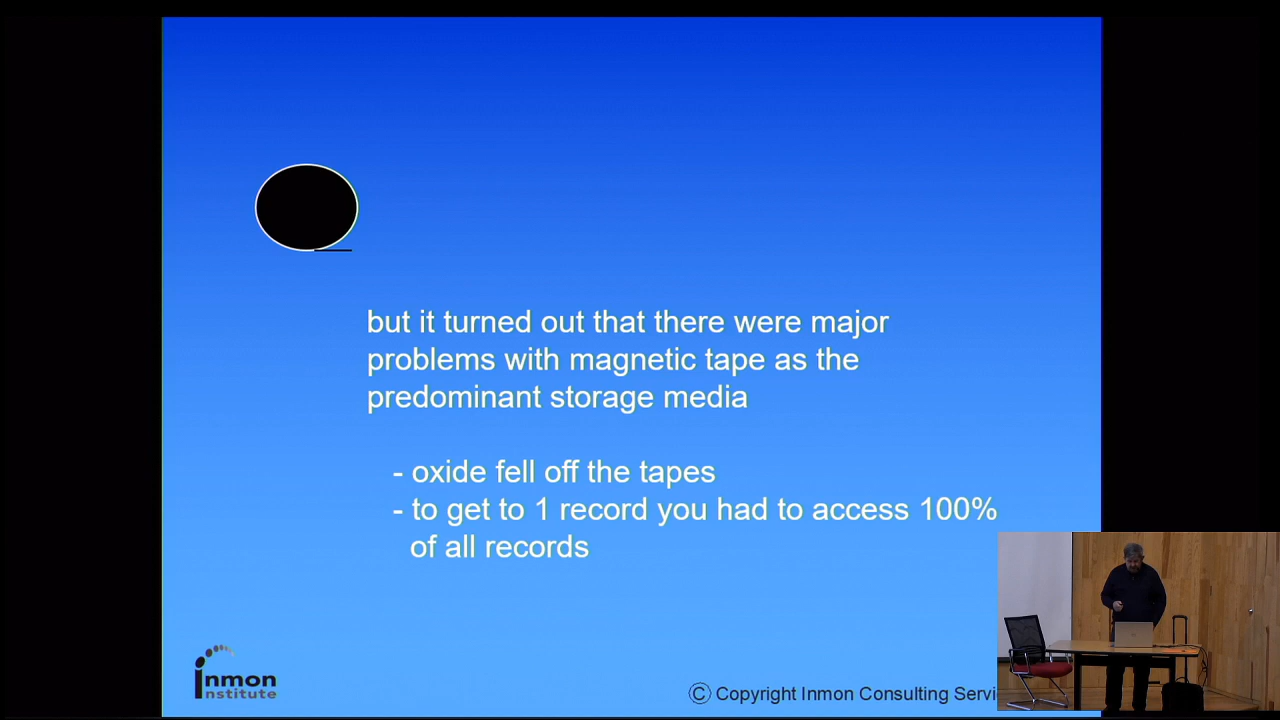 but it turned out that there were major
problems with magnetic tape as the
predominant storage media
- oxide fell off the tapes
- to get to 1 record you had to access 100%
of all records
inmon
institute
© Copyright Inmon Consulting